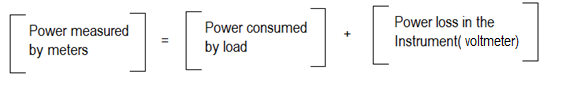 Power measured
by meters
=
Power consumed
by load
+
Power loss in the
Instrument( voltmeter)